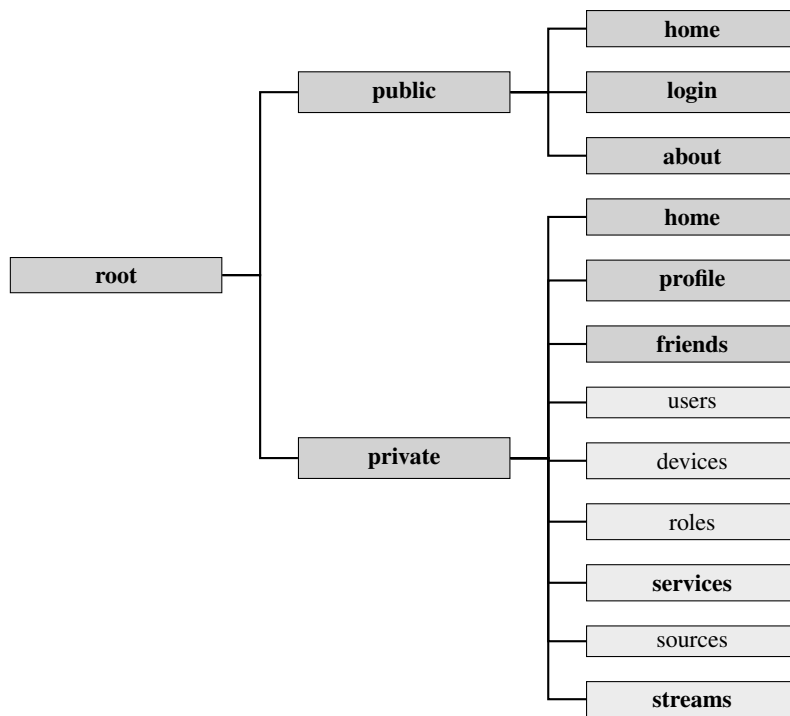 root
public
home
login
about
private
home
profile
friends
users
devices
roles
services
sources
streams